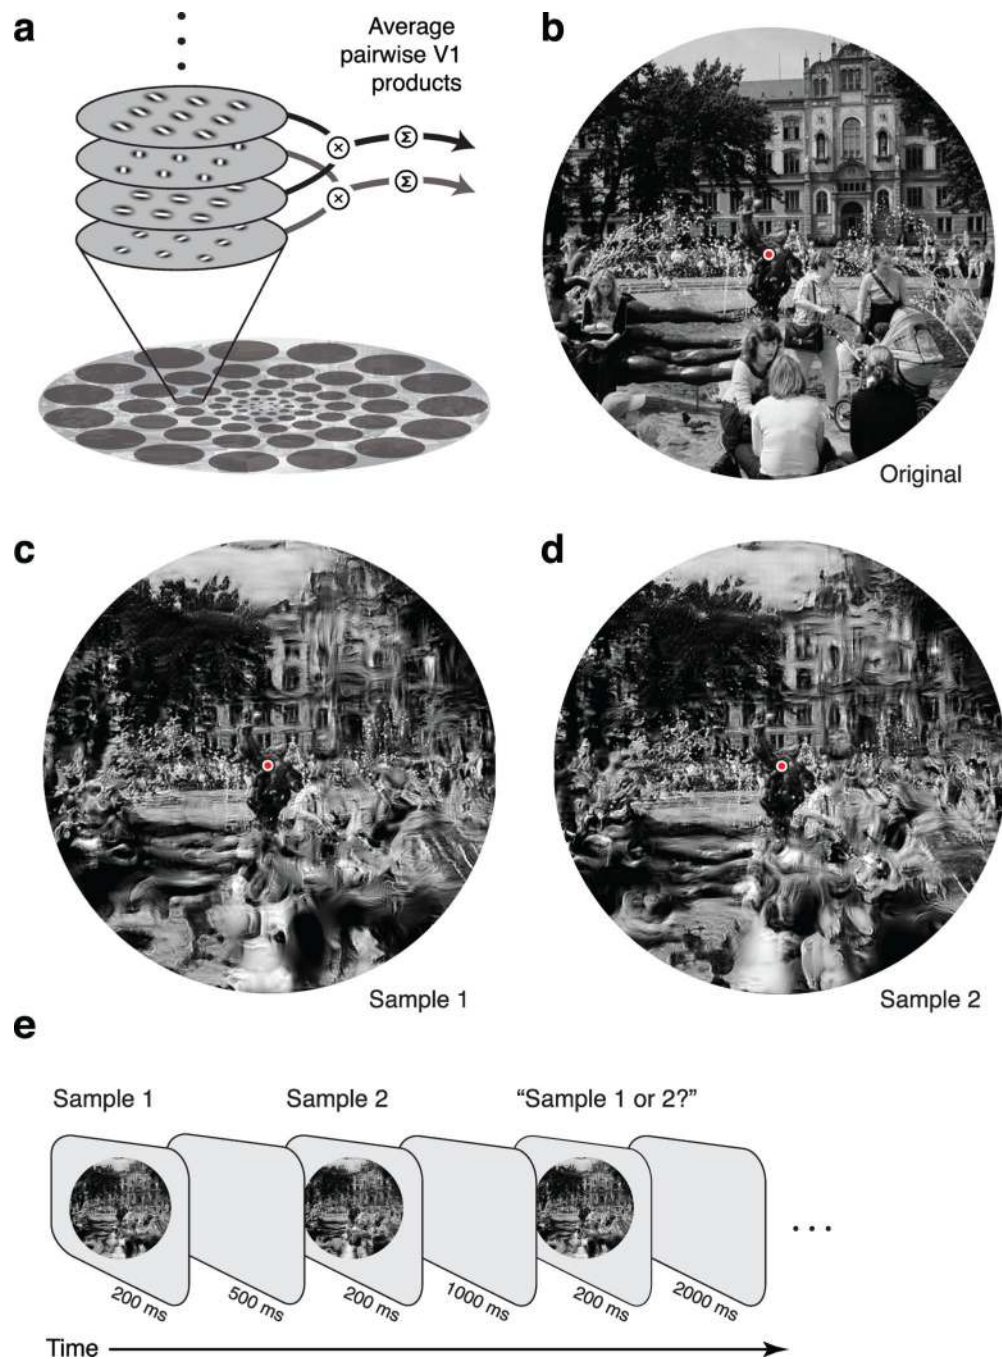 a
Average
pairwise V1
products
b
Original
c
Sample 1
d
Sample 2
e
Sample 1
Sample 2
“Sample 1 or 2?”
200 ms
500 ms
200 ms
1000 ms
200 ms
2000 ms
Time